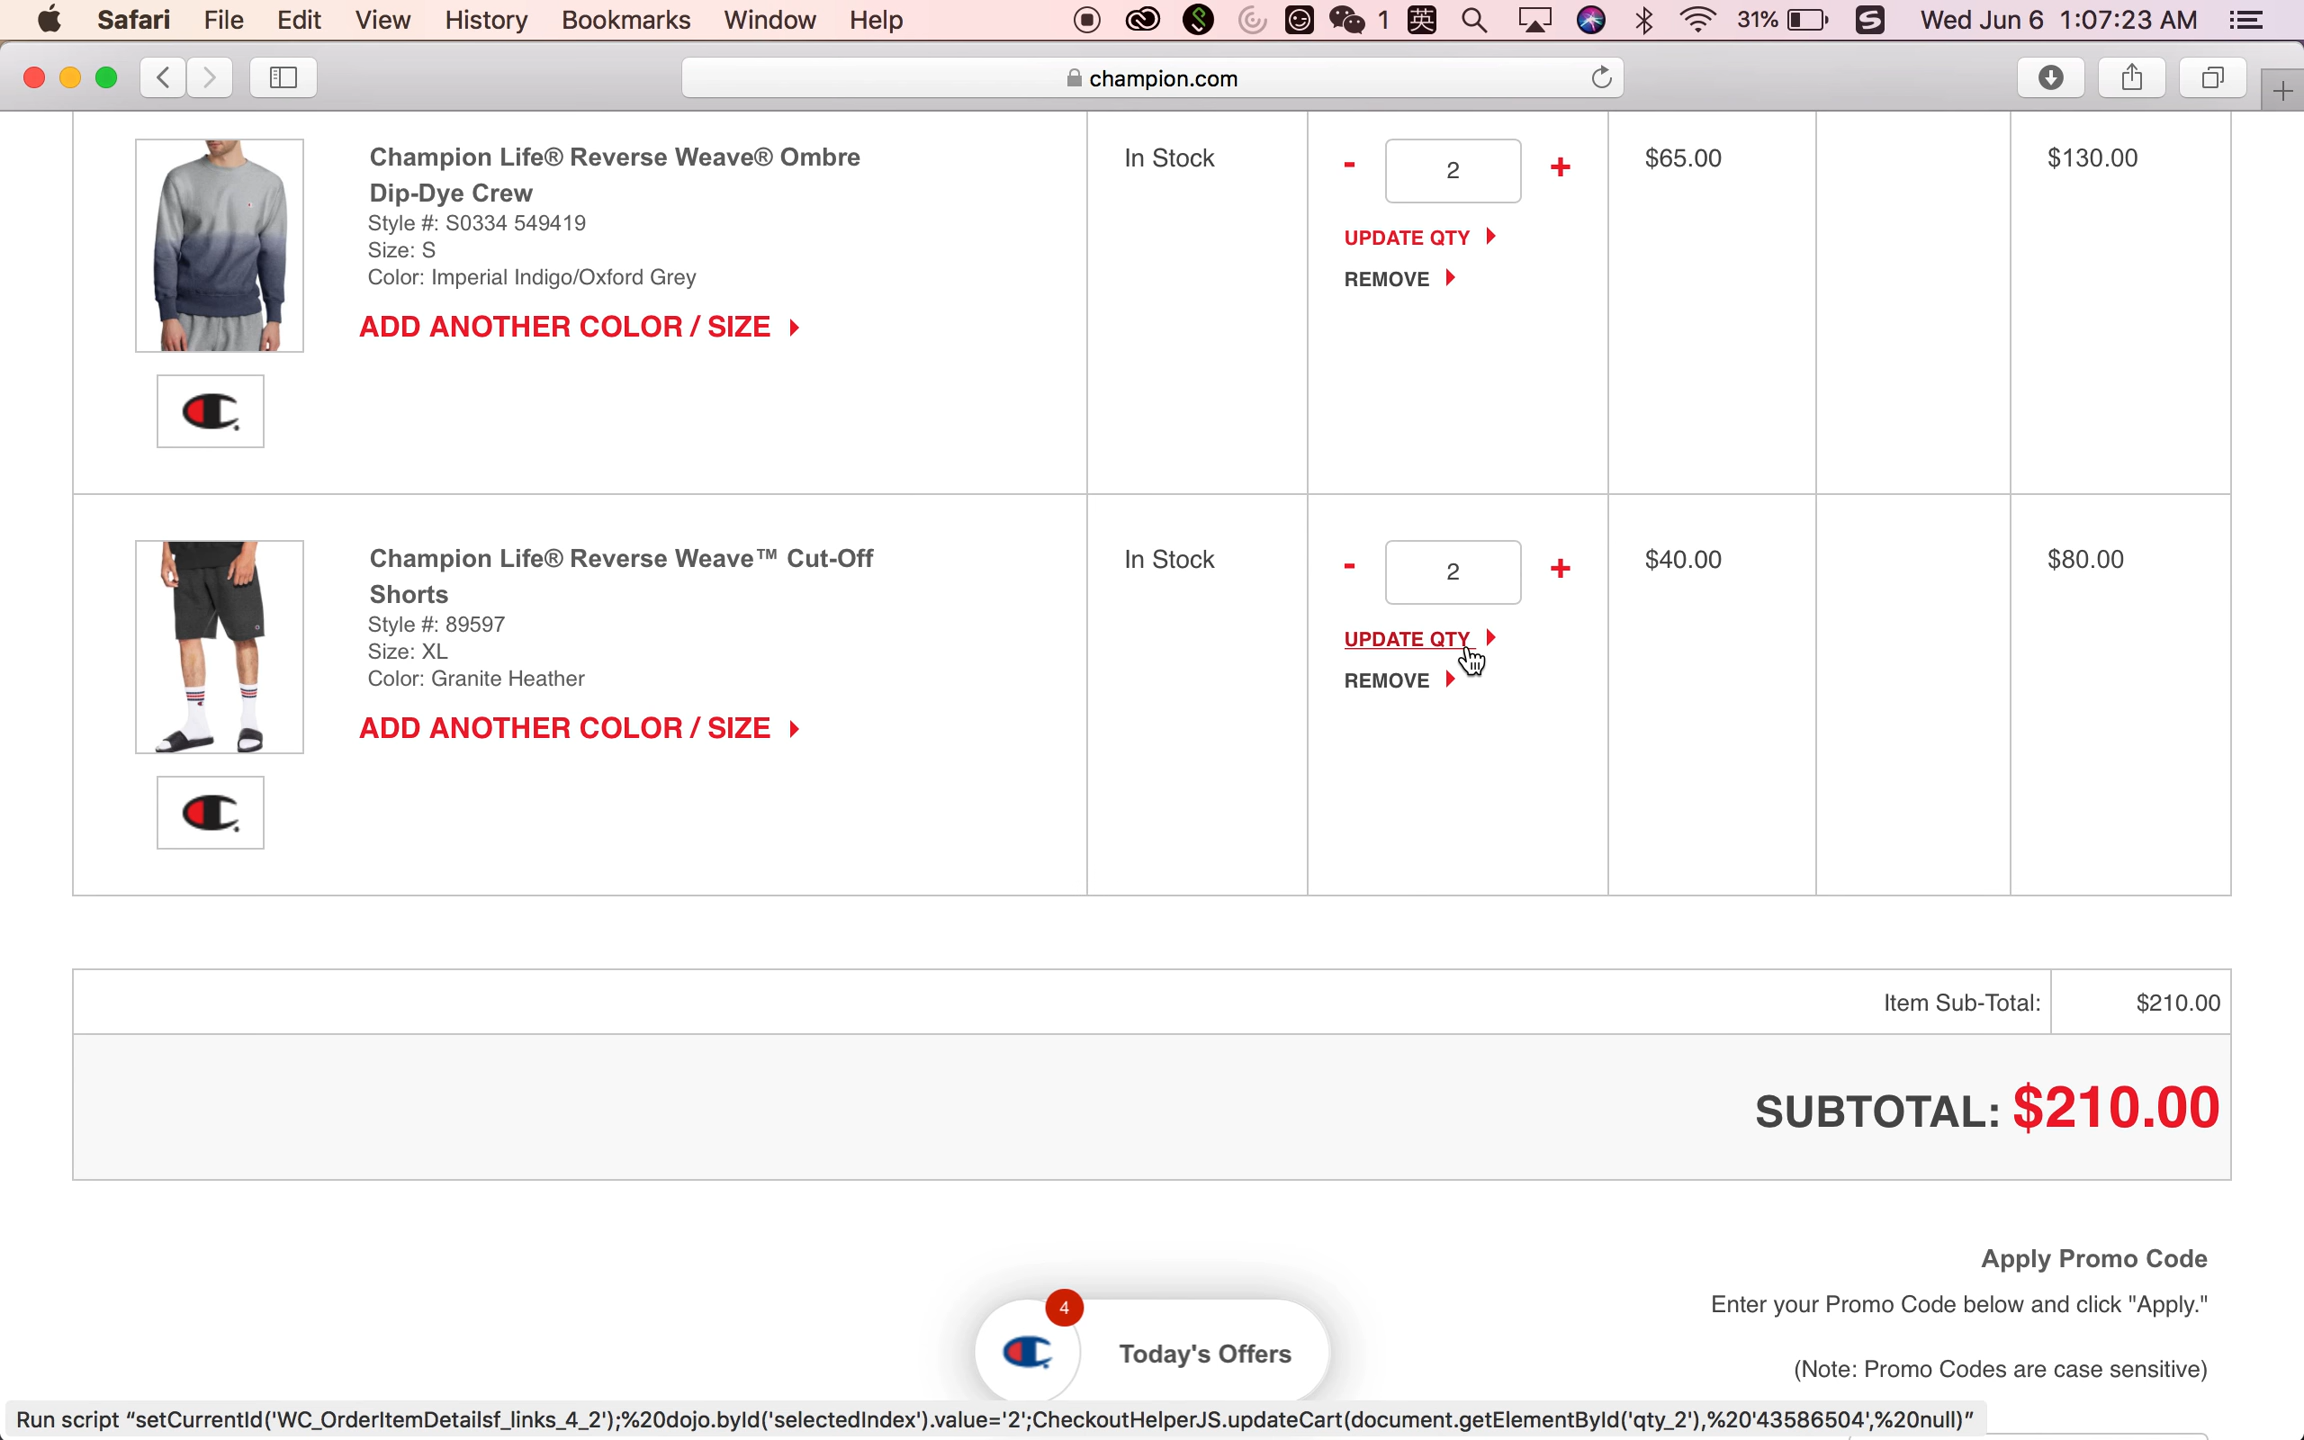 Safari File Edit View History Bookmarks Window Help 1 英 31% Wed Jun 6 1:07:23 AM
champion.com
Champion Life® Reverse Weave® Ombre
Dip-Dye Crew
Style #: S0334 549419
Size: S
Color: Imperial Indigo/Oxford Grey
ADD ANOTHER COLOR / SIZE
In Stock
- 2 +
UPDATE QTY
REMOVE
$65.00
$130.00
Champion Life® Reverse Weave™ Cut-Off
Shorts
Style #: 89597
Size: XL
Color: Granite Heather
ADD ANOTHER COLOR / SIZE
In Stock
- 2 +
UPDATE QTY
REMOVE
$40.00
$80.00
Item Sub-Total: $210.00
SUBTOTAL: $210.00
Apply Promo Code
Enter your Promo Code below and click "Apply."
(Note: Promo Codes are case sensitive)
4
Today's Offers
Run script “setCurrentId('WC_OrderItemDetailsf_links_4_2');%20dojo.byId('selectedIndex').value='2';CheckoutHelperJS.updateCart(document.getElementById('qty_2'),%20'43586504',%20null)”